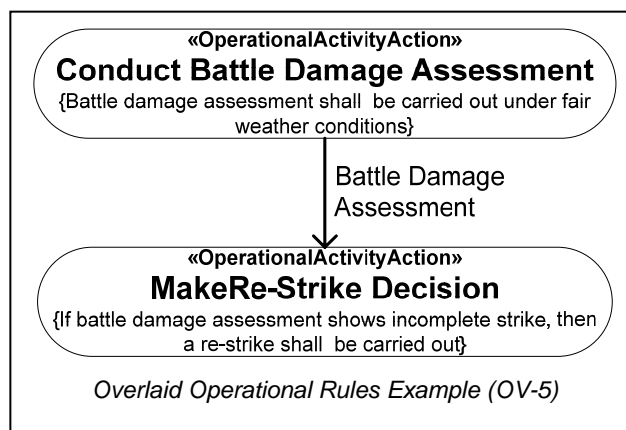 «OperationalActivityAction»
Conduct Battle Damage Assessment
{Battle damage assessment shall be carried out under fair
weather conditions}
Battle Damage
Assessment
«OperationalActivityAction»
MakeRe-Strike Decision
{If battle damage assessment shows incomplete strike, then
a re-strike shall be carried out}
Overlaid Operational Rules Example (OV-5)